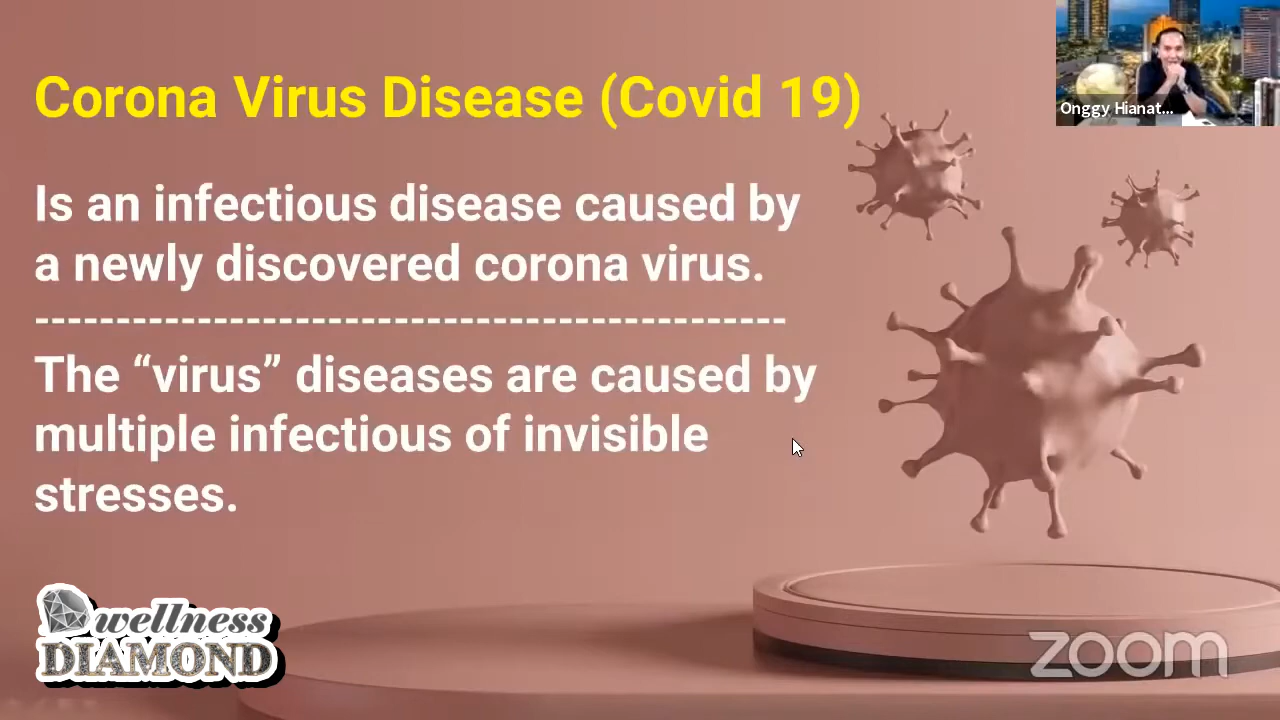 Corona Virus Disease (Covid 19)
Onggy Hianat...
Is an infectious disease caused by
a newly discovered corona virus.
-----------------------------------------------
The “virus” diseases are caused by
multiple infectious of invisible
stresses.
wellness
DIAMOND
zoom